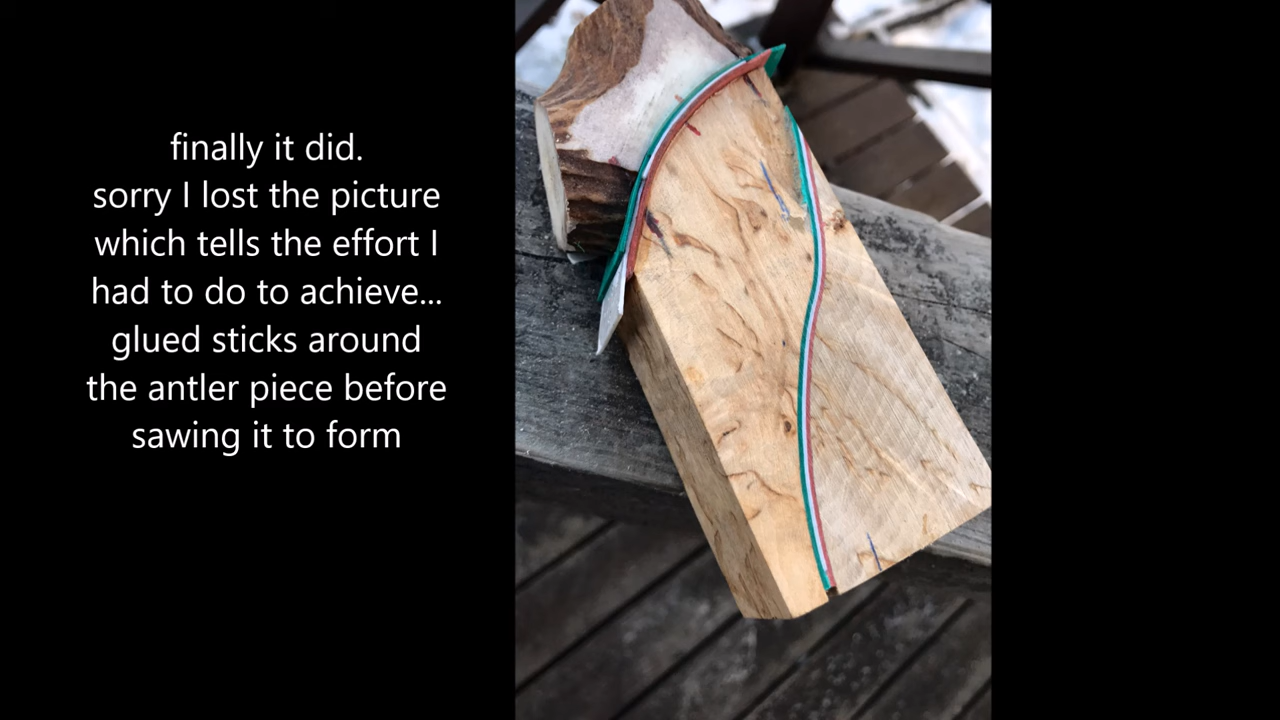 finally it did.
sorry I lost the picture
which tells the effort I
had to do to achieve...
glued sticks around
the antler piece before
sawing it to form